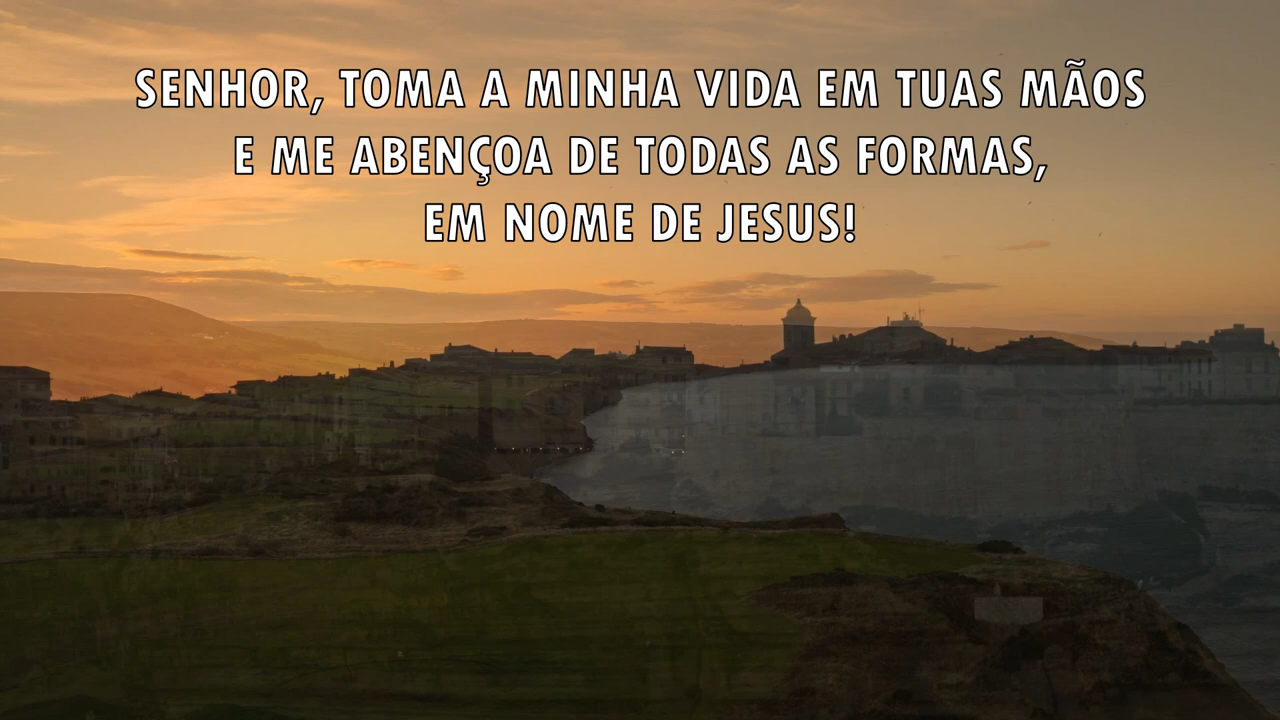 SENHOR, TOMA A MINHA VIDA EM TUAS MÃOS
E ME ABENÇOA DE TODAS AS FORMAS,
EM NOME DE JESUS!